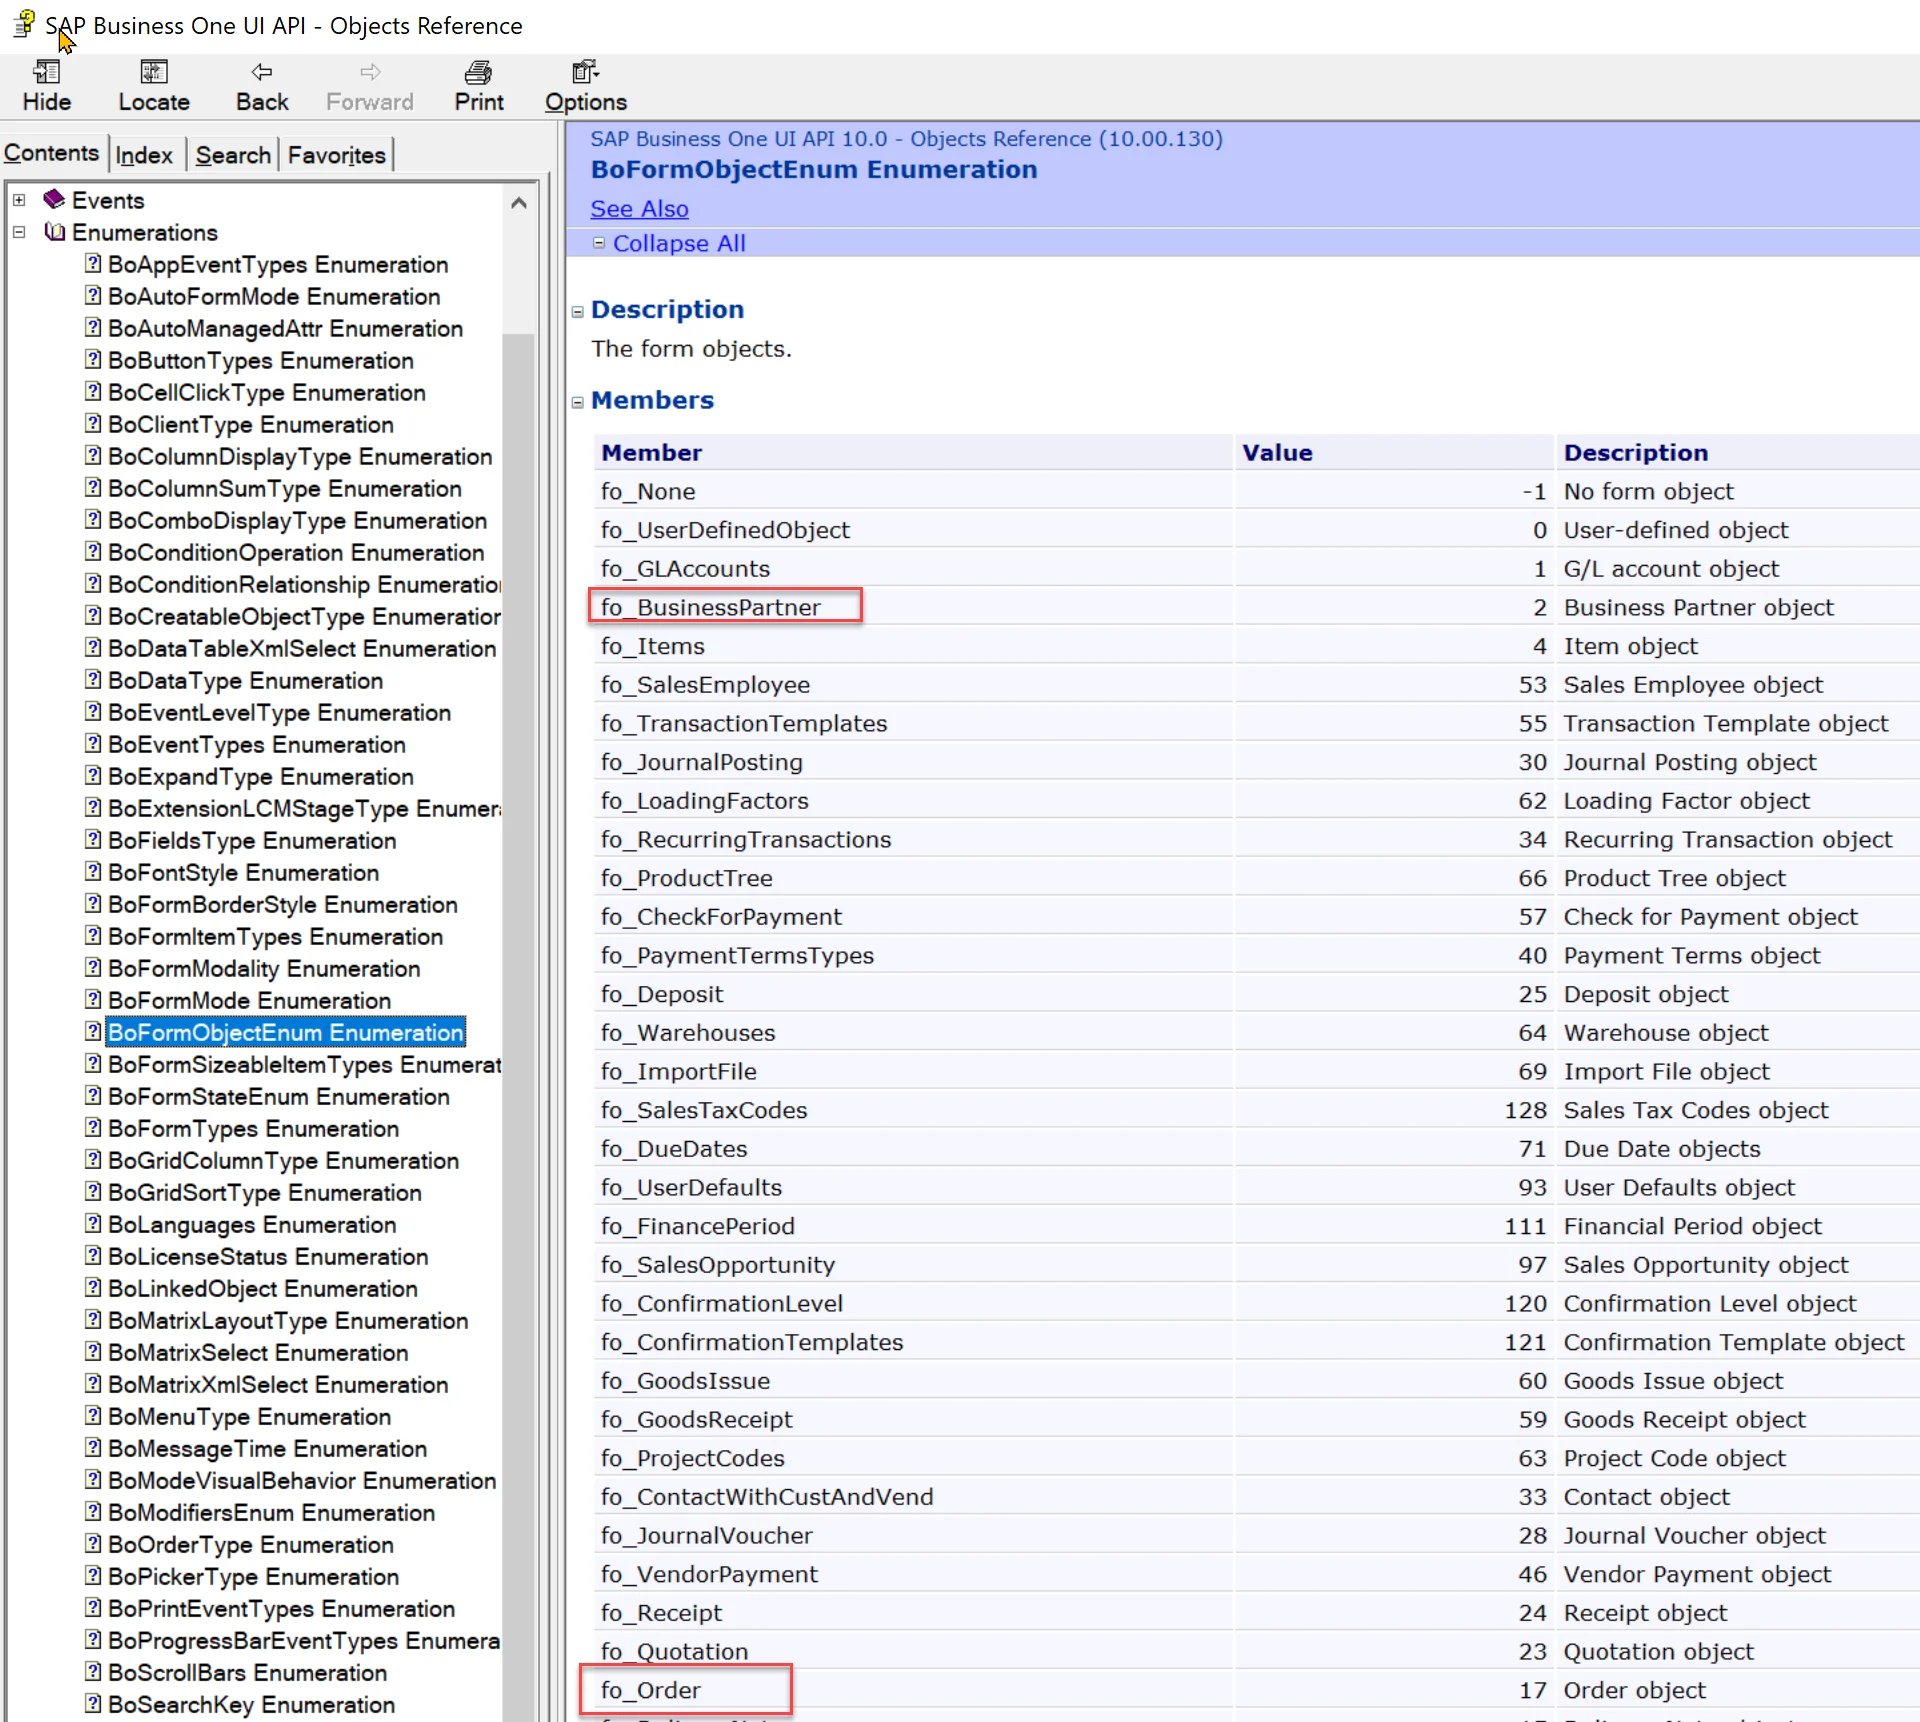 SAP Business One UI API - Objects Reference
Hide Locate Back Forward Print Options
Contents Index Search Favorites
Events
Enumerations
BoAppEventTypes Enumeration
BoAutoFormMode Enumeration
BoAutoManagedAttr Enumeration
BoButtonTypes Enumeration
BoCellClickType Enumeration
BoClientType Enumeration
BoColumnDisplayType Enumeration
BoColumnSumType Enumeration
BoComboDisplayType Enumeration
BoConditionOperation Enumeration
BoConditionRelationship Enumeration
BoCreatableObjectType Enumeration
BoDataTableXmlSelect Enumeration
BoDataType Enumeration
BoEventLevelType Enumeration
BoEventTypes Enumeration
BoExpandType Enumeration
BoExtensionLCMStageType Enumer
BoFieldsType Enumeration
BoFontStyle Enumeration
BoFormBorderStyle Enumeration
BoFormItemTypes Enumeration
BoFormModality Enumeration
BoFormMode Enumeration
BoFormObjectEnum Enumeration
BoFormSizeableItemTypes Enumerat
BoFormStateEnum Enumeration
BoFormTypes Enumeration
BoGridColumnType Enumeration
BoGridSortType Enumeration
BoLanguages Enumeration
BoLicenseStatus Enumeration
BoLinkedObject Enumeration
BoMatrixLayoutType Enumeration
BoMatrixSelect Enumeration
BoMatrixXmlSelect Enumeration
BoMenuType Enumeration
BoMessageTime Enumeration
BoModeVisualBehavior Enumeration
BoModifiersEnum Enumeration
BoOrderType Enumeration
BoPickerType Enumeration
BoPrintEventTypes Enumeration
BoProgressBarEventTypes Enumera
BoScrollBars Enumeration
BoSearchKey Enumeration
SAP Business One UI API 10.0 - Objects Reference (10.00.130)
BoFormObjectEnum Enumeration
See Also
Collapse All
Description
The form objects.
Members
Member Value Description
fo_None -1 No form object
fo_UserDefinedObject 0 User-defined object
fo_GLAccounts 1 G/L account object
fo_BusinessPartner 2 Business Partner object
fo_Items 4 Item object
fo_SalesEmployee 53 Sales Employee object
fo_TransactionTemplates 55 Transaction Template object
fo_JournalPosting 30 Journal Posting object
fo_LoadingFactors 62 Loading Factor object
fo_RecurringTransactions 34 Recurring Transaction object
fo_ProductTree 66 Product Tree object
fo_CheckForPayment 57 Check for Payment object
fo_PaymentTermsTypes 40 Payment Terms object
fo_Deposit 25 Deposit object
fo_Warehouses 64 Warehouse object
fo_ImportFile 69 Import File object
fo_SalesTaxCodes 128 Sales Tax Codes object
fo_DueDates 71 Due Date objects
fo_UserDefaults 93 User Defaults object
fo_FinancePeriod 111 Financial Period object
fo_SalesOpportunity 97 Sales Opportunity object
fo_ConfirmationLevel 120 Confirmation Level object
fo_ConfirmationTemplates 121 Confirmation Template object
fo_GoodsIssue 60 Goods Issue object
fo_GoodsReceipt 59 Goods Receipt object
fo_ProjectCodes 63 Project Code object
fo_ContactWithCustAndVend 33 Contact object
fo_JournalVoucher 28 Journal Voucher object
fo_VendorPayment 46 Vendor Payment object
fo_Receipt 24 Receipt object
fo_Quotation 23 Quotation object
fo_Order 17 Order object